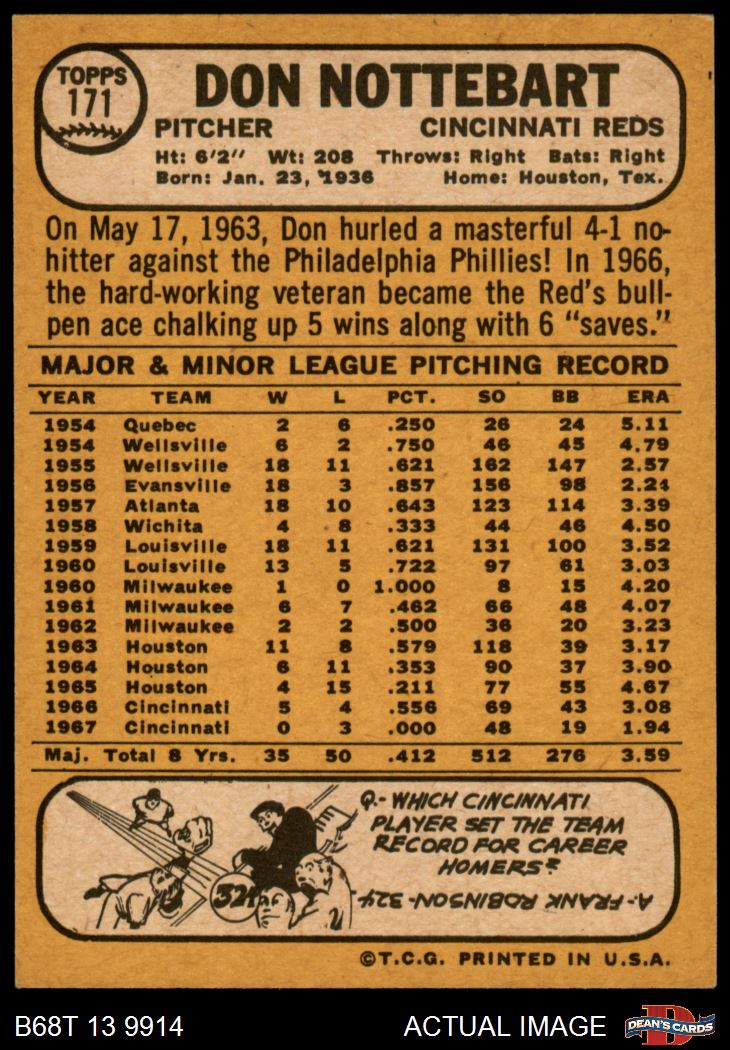 TOPPS
171
DON NOTTEBART
PITCHER CINCINNATI REDS
Ht: 6'2" Wt: 208 Throws: Right Bats: Right
Born: Jan. 23, 1936 Home: Houston, Tex.
On May 17, 1963, Don hurled a masterful 4-1 no-
hitter against the Philadelphia Phillies! In 1966,
the hard-working veteran became the Red's bull-
pen ace chalking up 5 wins along with 6 "saves."
MAJOR & MINOR LEAGUE PITCHING RECORD
YEAR TEAM W L PCT. SO BB ERA
1954 Quebec 2 6 .250 26 24 5.11
1954 Wellsville 6 2 .750 46 45 4.79
1955 Wellsville 18 11 .621 162 147 2.57
1956 Evansville 18 3 .857 156 98 2.24
1957 Atlanta 18 10 .643 123 114 3.39
1958 Wichita 4 8 .333 44 46 4.50
1959 Louisville 18 11 .621 131 100 3.52
1960 Louisville 13 5 .722 97 61 3.03
1960 Milwaukee 1 0 1.000 8 15 4.20
1961 Milwaukee 6 7 .462 66 48 4.07
1962 Milwaukee 2 2 .500 36 20 3.23
1963 Houston 11 8 .579 118 39 3.17
1964 Houston 6 11 .353 90 37 3.90
1965 Houston 4 15 .211 77 55 4.67
1966 Cincinnati 5 4 .556 69 43 3.08
1967 Cincinnati 0 3 .000 48 19 1.94
Maj. Total 8 Yrs. 35 50 .412 512 276 3.59
Q.- WHICH CINCINNATI
PLAYER SET THE TEAM
RECORD FOR CAREER
HOMERS?
A.- FRANK ROBINSON - 324
324
©T.C.G. PRINTED IN U.S.A.
B68T 13 9914 ACTUAL IMAGE
D
DEAN'S CARDS